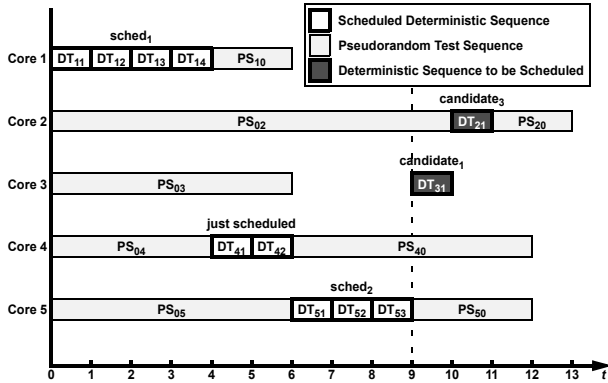 Scheduled Deterministic Sequence
Pseudorandom Test Sequence
Deterministic Sequence to be Scheduled
sched1
Core 1 DT11 DT12 DT13 DT14 PS10
candidate3
Core 2 PS02 DT21 PS20
candidate1
Core 3 PS03 DT31
just scheduled
Core 4 PS04 DT41 DT42 PS40
sched2
Core 5 PS05 DT51 DT52 DT53 PS50
0 1 2 3 4 5 6 7 8 9 10 11 12 13 t